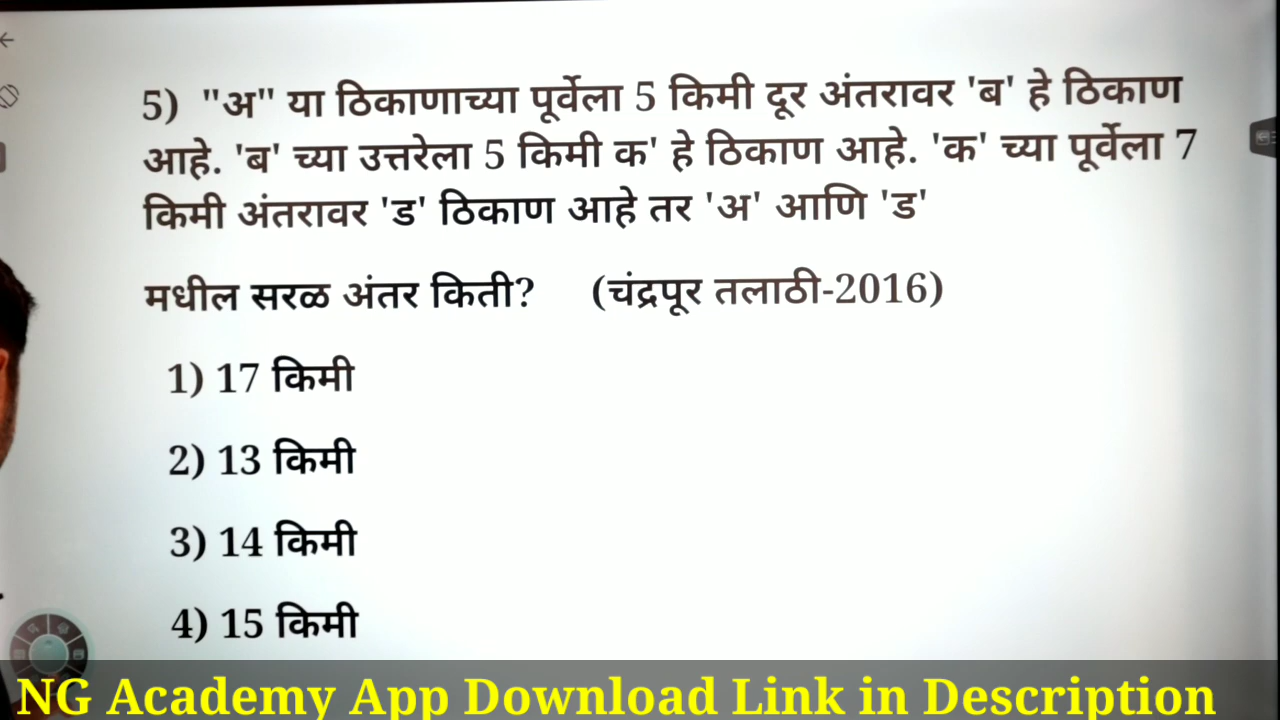 5) "अ" या ठिकाणाच्या पूर्वेला 5 किमी दूर अंतरावर 'ब' हे ठिकाण
आहे. 'ब' च्या उत्तरेला 5 किमी क' हे ठिकाण आहे. 'क' च्या पूर्वेला 7
किमी अंतरावर 'ड' ठिकाण आहे तर 'अ' आणि 'ड'
मधील सरळ अंतर किती? (चंद्रपूर तलाठी-2016)
1) 17 किमी
2) 13 किमी
3) 14 किमी
4) 15 किमी
NG Academy App Download Link in Description